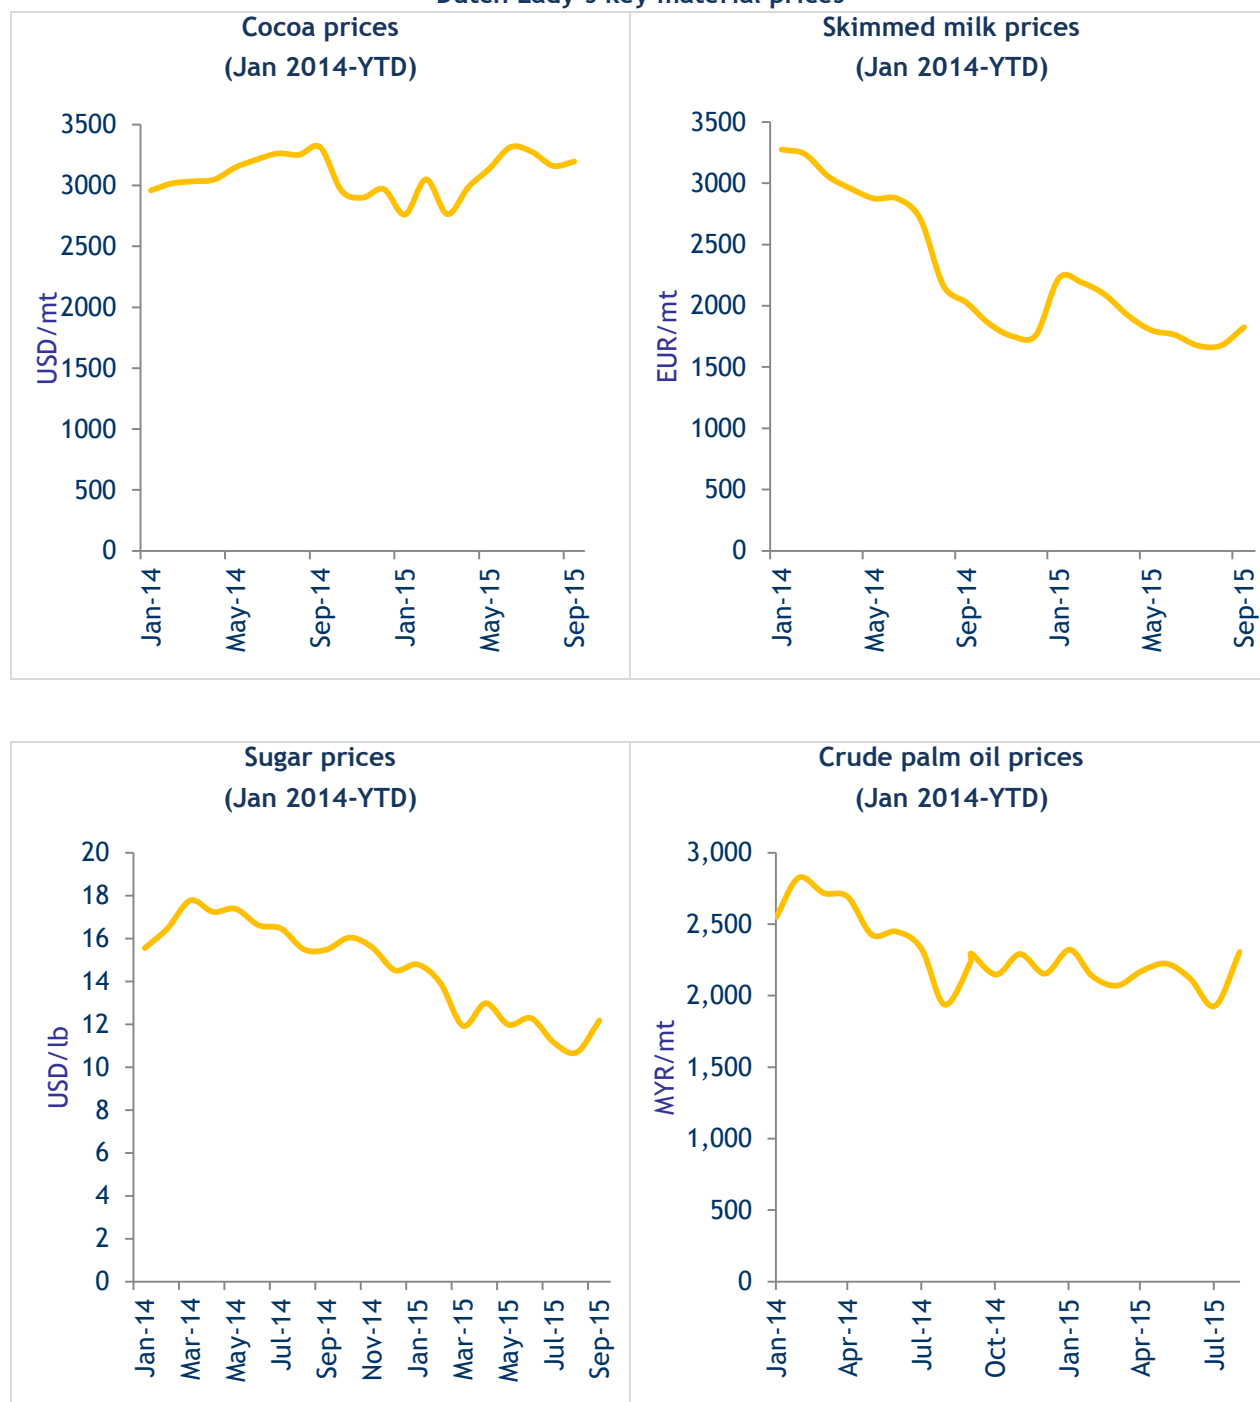 Dutch Lady's key material prices
Cocoa prices
(Jan 2014-YTD)
3500
3000
2500
2000
1500
1000
500
0
USD/mt
Jan-14
May-14
Sep-14
Jan-15
May-15
Sep-15
Skimmed milk prices
(Jan 2014-YTD)
3500
3000
2500
2000
1500
1000
500
0
EUR/mt
Jan-14
May-14
Sep-14
Jan-15
May-15
Sep-15
Sugar prices
(Jan 2014-YTD)
20
18
16
14
12
10
8
6
4
2
0
USD/lb
Jan-14
Mar-14
May-14
Jul-14
Sep-14
Nov-14
Jan-15
Mar-15
May-15
Jul-15
Sep-15
Crude palm oil prices
(Jan 2014-YTD)
3,000
2,500
2,000
1,500
1,000
500
0
MYR/mt
Jan-14
Apr-14
Jul-14
Oct-14
Jan-15
Apr-15
Jul-15